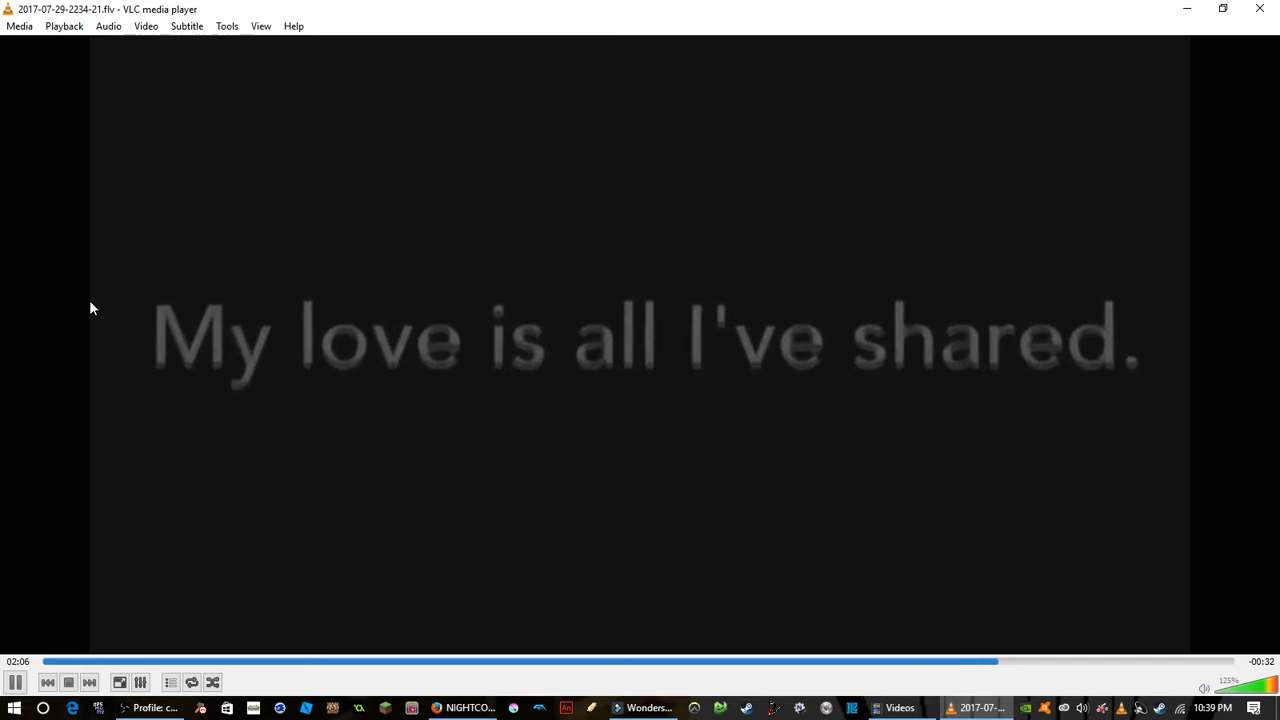 2017-07-29-2234-21.flv - VLC media player
Media Playback Audio Video Subtitle Tools View Help
My love is all I've shared.
02:06 -00:32
125%
Profile: c... NIGHTCO... Wonders... Videos 2017-07-... 10:39 PM